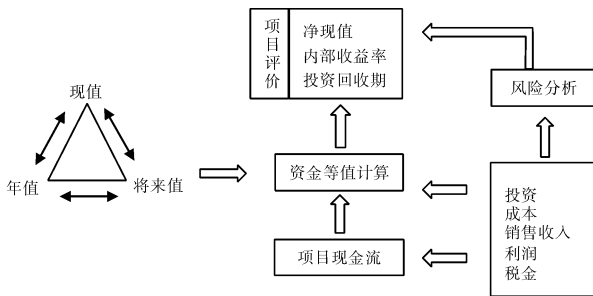 项目评价
净现值
内部收益率
投资回收期
现值
年值
将来值
资金等值计算
项目现金流
风险分析
投资
成本
销售收入
利润
税金